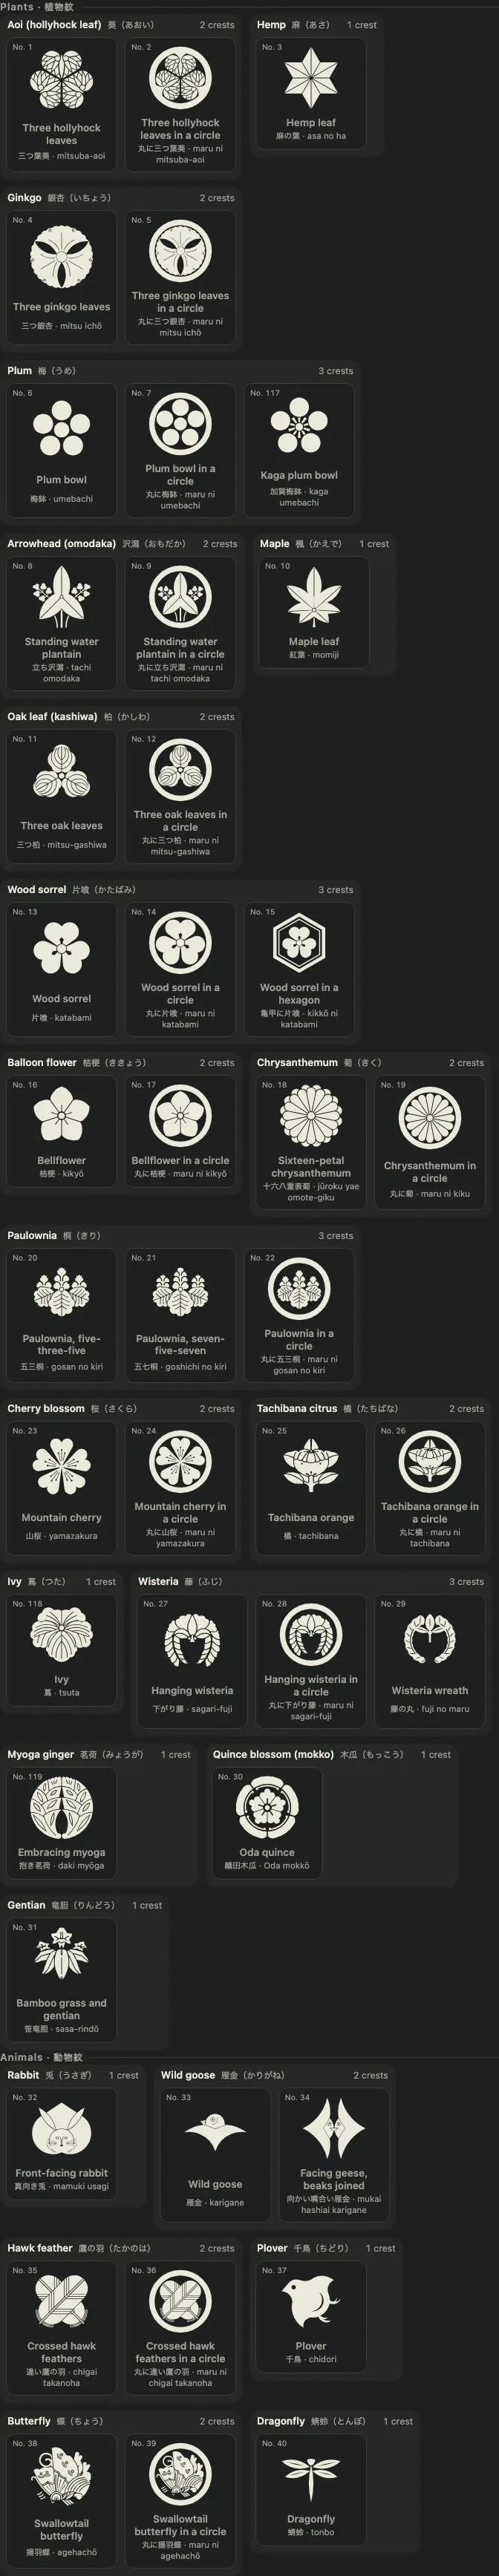 Plants · 植物紋
Aoi (hollyhock leaf) 葵（あおい） 2 crests
No. 1
Three hollyhock
leaves
三つ葉葵 · mitsuba-aoi
No. 2
Three hollyhock
leaves in a circle
丸に三つ葉葵 · maru ni
mitsuba-aoi
Hemp 麻（あさ） 1 crest
No. 3
Hemp leaf
麻の葉 · asa no ha
Ginkgo 銀杏（いちょう） 2 crests
No. 4
Three ginkgo leaves
三つ銀杏 · mitsu ichō
No. 5
Three ginkgo leaves
in a circle
丸に三つ銀杏 · maru ni
mitsu ichō
Plum 梅（うめ） 3 crests
No. 6
Plum bowl
梅鉢 · umebachi
No. 7
Plum bowl in a
circle
丸に梅鉢 · maru ni
umebachi
No. 117
Kaga plum bowl
加賀梅鉢 · kaga
umebachi
Arrowhead (omodaka) 沢瀉（おもだか） 2 crests
No. 8
Standing water
plantain
立ち沢瀉 · tachi
omodaka
No. 9
Standing water
plantain in a circle
丸に立ち沢瀉 · maru ni
tachi omodaka
Maple 楓（かえで） 1 crest
No. 10
Maple leaf
紅葉 · momiji
Oak leaf (kashiwa) 柏（かしわ） 2 crests
No. 11
Three oak leaves
三つ柏 · mitsu-gashiwa
No. 12
Three oak leaves in
a circle
丸に三つ柏 · maru ni
mitsu-gashiwa
Wood sorrel 片喰（かたばみ） 3 crests
No. 13
Wood sorrel
片喰 · katabami
No. 14
Wood sorrel in a
circle
丸に片喰 · maru ni
katabami
No. 15
Wood sorrel in a
hexagon
亀甲に片喰 · kikkō ni
katabami
Balloon flower 桔梗（ききょう） 2 crests
No. 16
Bellflower
桔梗 · kikyō
No. 17
Bellflower in a circle
丸に桔梗 · maru ni kikyō
Chrysanthemum 菊（きく） 2 crests
No. 18
Sixteen-petal
chrysanthemum
十六八重表菊 · jūroku yae
omote-giku
No. 19
Chrysanthemum in
a circle
丸に菊 · maru ni kiku
Paulownia 桐（きり） 3 crests
No. 20
Paulownia, five-
three-five
五三桐 · gosan no kiri
No. 21
Paulownia, seven-
five-seven
五七桐 · goshichi no kiri
No. 22
Paulownia in a
circle
丸に五三桐 · maru ni
gosan no kiri
Cherry blossom 桜（さくら） 2 crests
No. 23
Mountain cherry
山桜 · yamazakura
No. 24
Mountain cherry in
a circle
丸に山桜 · maru ni
yamazakura
Tachibana citrus 橘（たちばな） 2 crests
No. 25
Tachibana orange
橘 · tachibana
No. 26
Tachibana orange in
a circle
丸に橘 · maru ni
tachibana
Ivy 蔦（つた） 1 crest
No. 118
Ivy
蔦 · tsuta
Wisteria 藤（ふじ） 3 crests
No. 27
Hanging wisteria
下がり藤 · sagari-fuji
No. 28
Hanging wisteria in
a circle
丸に下がり藤 · maru ni
sagari-fuji
No. 29
Wisteria wreath
藤の丸 · fuji no maru
Myoga ginger 茗荷（みょうが） 1 crest
No. 119
Embracing myoga
抱き茗荷 · daki myōga
Quince blossom (mokko) 木瓜（もっこう） 1 crest
No. 30
Oda quince
織田木瓜 · Oda mokkō
Gentian 竜胆（りんどう） 1 crest
No. 31
Bamboo grass and
gentian
笹竜胆 · sasa-rindō
Animals · 動物紋
Rabbit 兎（うさぎ） 1 crest
No. 32
Front-facing rabbit
真向き兎 · mamuki usagi
Wild goose 雁金（かりがね） 2 crests
No. 33
Wild goose
雁金 · karigane
No. 34
Facing geese,
beaks joined
向かい嘴合い雁金 · mukai
hashiai karigane
Hawk feather 鷹の羽（たかのは） 2 crests
No. 35
Crossed hawk
feathers
違い鷹の羽 · chigai
takanoha
No. 36
Crossed hawk
feathers in a circle
丸に違い鷹の羽 · maru ni
chigai takanoha
Plover 千鳥（ちどり） 1 crest
No. 37
Plover
千鳥 · chidori
Butterfly 蝶（ちょう） 2 crests
No. 38
Swallowtail
butterfly
揚羽蝶 · agehachō
No. 39
Swallowtail
butterfly in a circle
丸に揚羽蝶 · maru ni
agehachō
Dragonfly 蜻蛉（とんぼ） 1 crest
No. 40
Dragonfly
蜻蛉 · tonbo